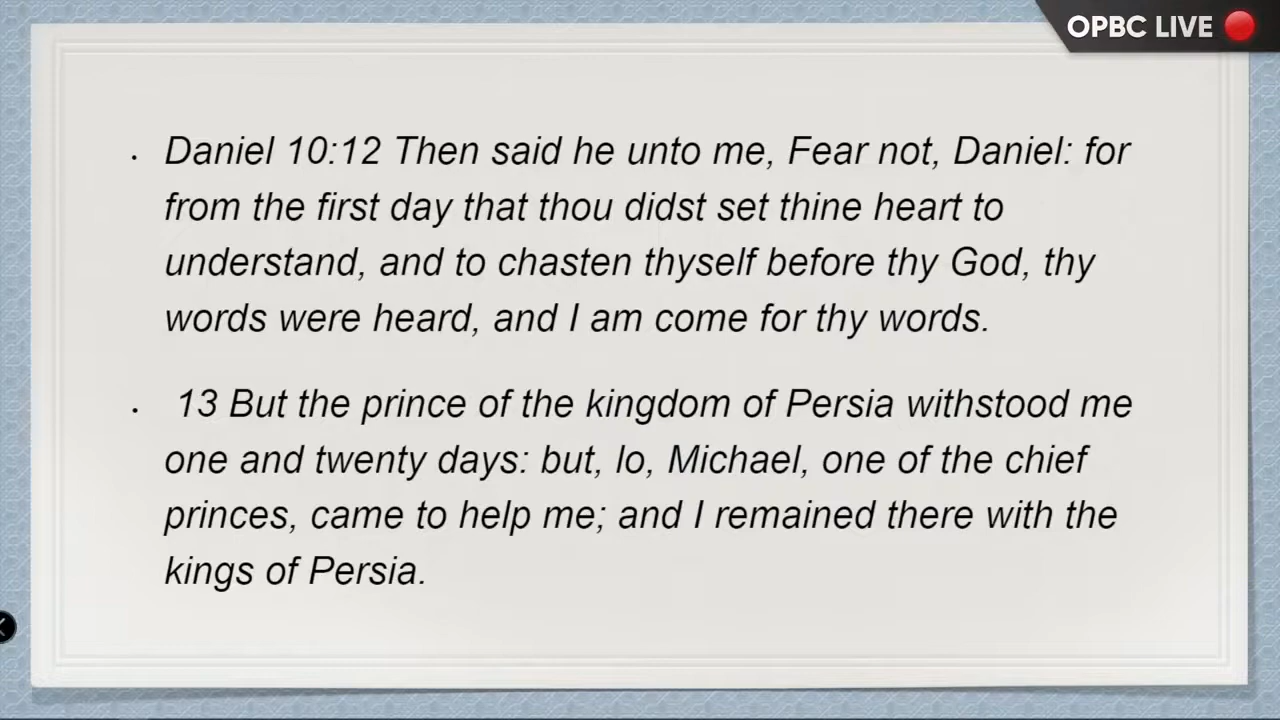 OPBC LIVE
• Daniel 10:12 Then said he unto me, Fear not, Daniel: for
from the first day that thou didst set thine heart to
understand, and to chasten thyself before thy God, thy
words were heard, and I am come for thy words.
• 13 But the prince of the kingdom of Persia withstood me
one and twenty days: but, lo, Michael, one of the chief
princes, came to help me; and I remained there with the
kings of Persia.